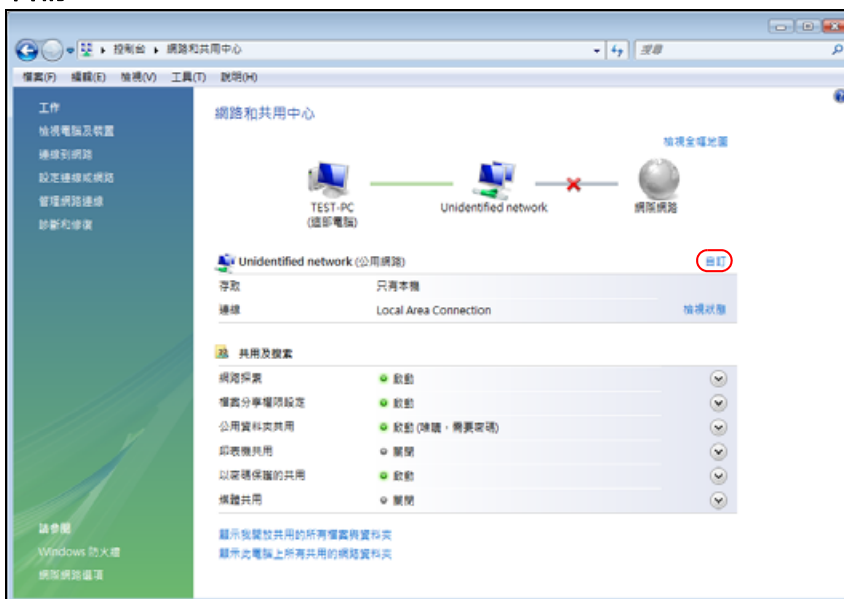 控制台 ▸ 網路和共用中心
搜尋
檔案(F) 編輯(E) 檢視(V) 工具(T) 說明(H)
工作
檢視電腦及裝置
連線到網路
設定連線或網路
管理網路連線
診斷和修復
請參閱
Windows 防火牆
網際網路選項
網路和共用中心
檢視全幅地圖
TEST-PC
(這部電腦)
Unidentified network
網際網路
Unidentified network (公用網路)
自訂
存取 只有本機
連線 Local Area Connection 檢視狀態
共用及搜索
網路探索 啟動
檔案分享權限設定 啟動
公用資料夾共用 啟動 (唯讀，需要密碼)
印表機共用 關閉
以密碼保護的共用 啟動
媒體共用 關閉
顯示我開放共用的所有檔案與資料夾
顯示此電腦上所有共用的網路資料夾